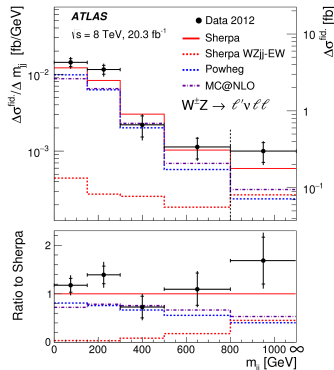 ATLAS
√s = 8 TeV, 20.3 fb⁻¹
Data 2012
Sherpa
Sherpa WZjj-EW
Powheg
MC@NLO
W±Z → ℓ′ν ℓℓ
Δσ^fid./Δ m_jj [fb/GeV]
Δσ^fid. [fb]
10⁻²
10⁻³
10
1
10⁻¹
Ratio to Sherpa
2
1
0
0 200 400 600 800 1000 ∞
m_jj [GeV]